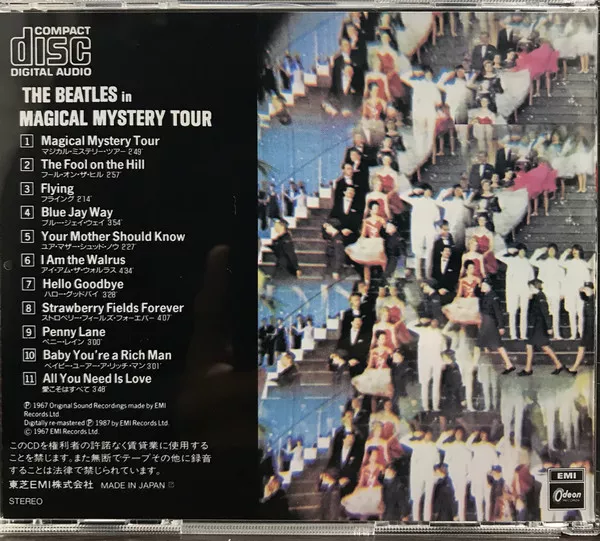 COMPACT
disc
DIGITAL AUDIO
THE BEATLES in
MAGICAL MYSTERY TOUR
1 Magical Mystery Tour
マジカル・ミステリー・ツアー 2'49"
2 The Fool on the Hill
フール・オン・ザ・ヒル 2'57"
3 Flying
フライング 2'14"
4 Blue Jay Way
ブルー・ジェイ・ウェイ 3'54"
5 Your Mother Should Know
ユア・マザー・シュッド・ノウ 2'27"
6 I Am the Walrus
アイ・アム・ザ・ウォルラス 4'34"
7 Hello Goodbye
ハロー・グッドバイ 3'28"
8 Strawberry Fields Forever
ストロベリー・フィールズ・フォーエバー 4'07"
9 Penny Lane
ペニー・レイン 3'00"
10 Baby You're a Rich Man
ベイビー・ユーアー・ア・リッチ・マン 3'01"
11 All You Need Is Love
愛こそはすべて 3'48"
Ⓟ 1967 Original Sound Recordings made by EMI
Records Ltd.
Digitally re-mastered Ⓟ 1987 by EMI Records Ltd.
© 1967 EMI Records Ltd.
このCDを権利者の許諾なく賃貸業に使用する
ことを禁じます。また無断でテープその他に録音
することは法律で禁じられています。
東芝EMI株式会社 MADE IN JAPAN
STEREO
EMI
Odeon